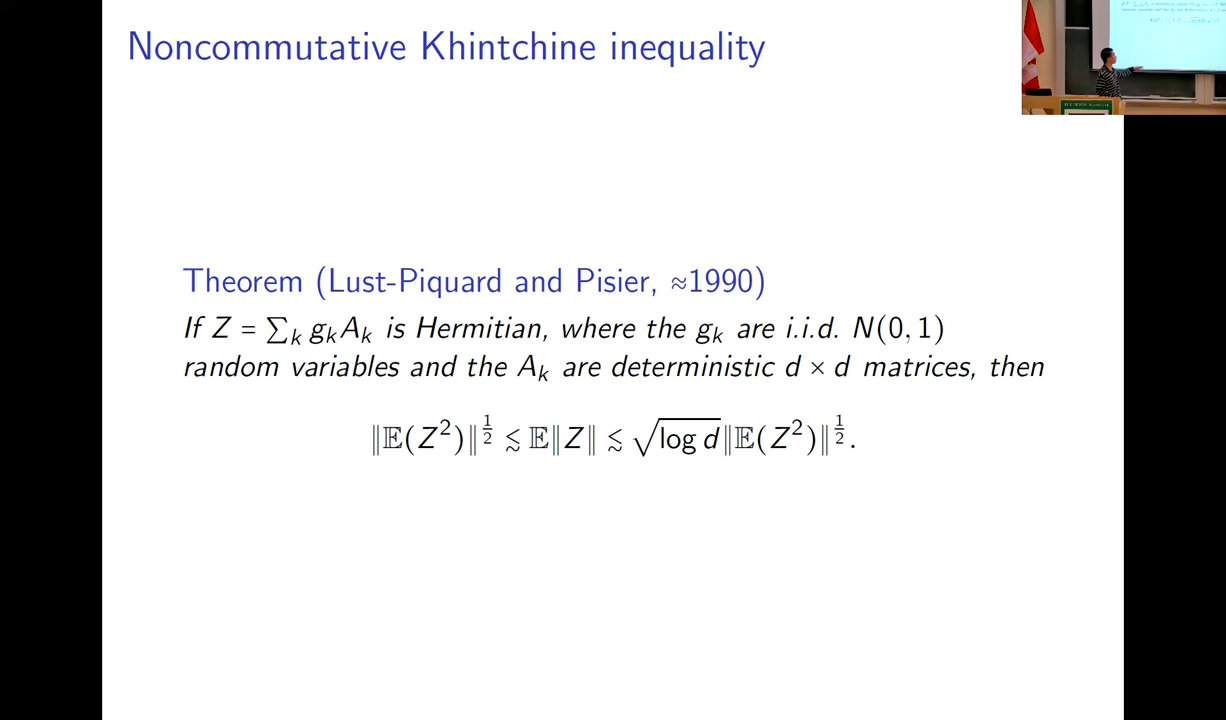 Noncommutative Khintchine inequality
Theorem (Lust-Piquard and Pisier, ≈1990)
If Z = ∑ₖ gₖAₖ is Hermitian, where the gₖ are i.i.d. N(0, 1)
random variables and the Aₖ are deterministic d × d matrices, then
‖𝔼(Z²)‖^{1/2} ≲ 𝔼‖Z‖ ≲ √(log d)‖𝔼(Z²)‖^{1/2}.